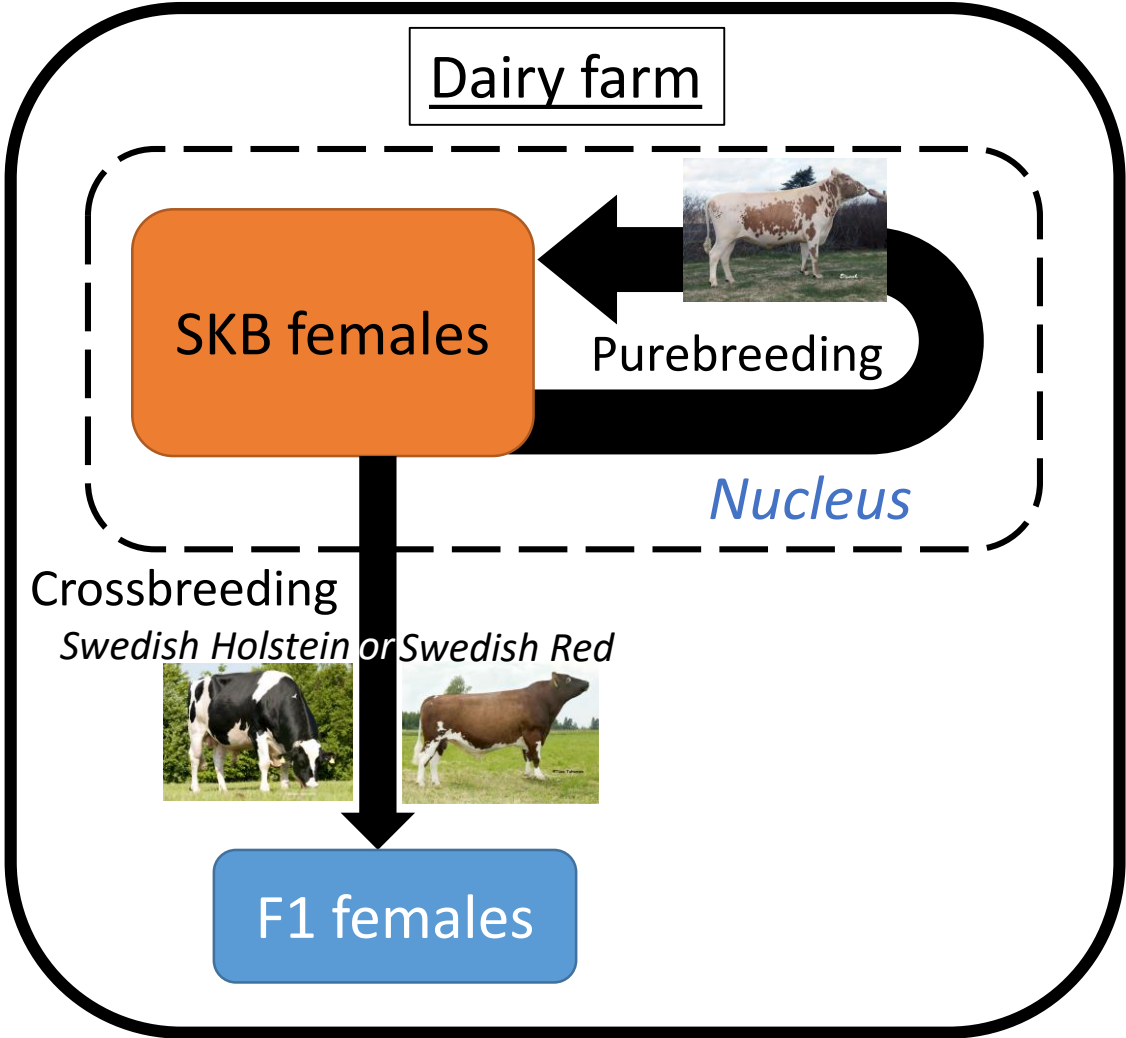 Dairy farm
SKB females
Purebreeding
Nucleus
Crossbreeding
Swedish Holstein or Swedish Red
F1 females